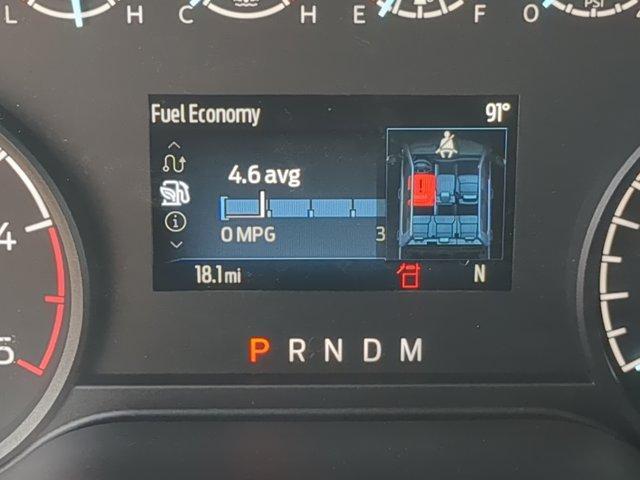 L H C H E F O PSI
Fuel Economy 91°
4.6 avg
0 MPG 3
18.1 mi N
4
5
P R N D M